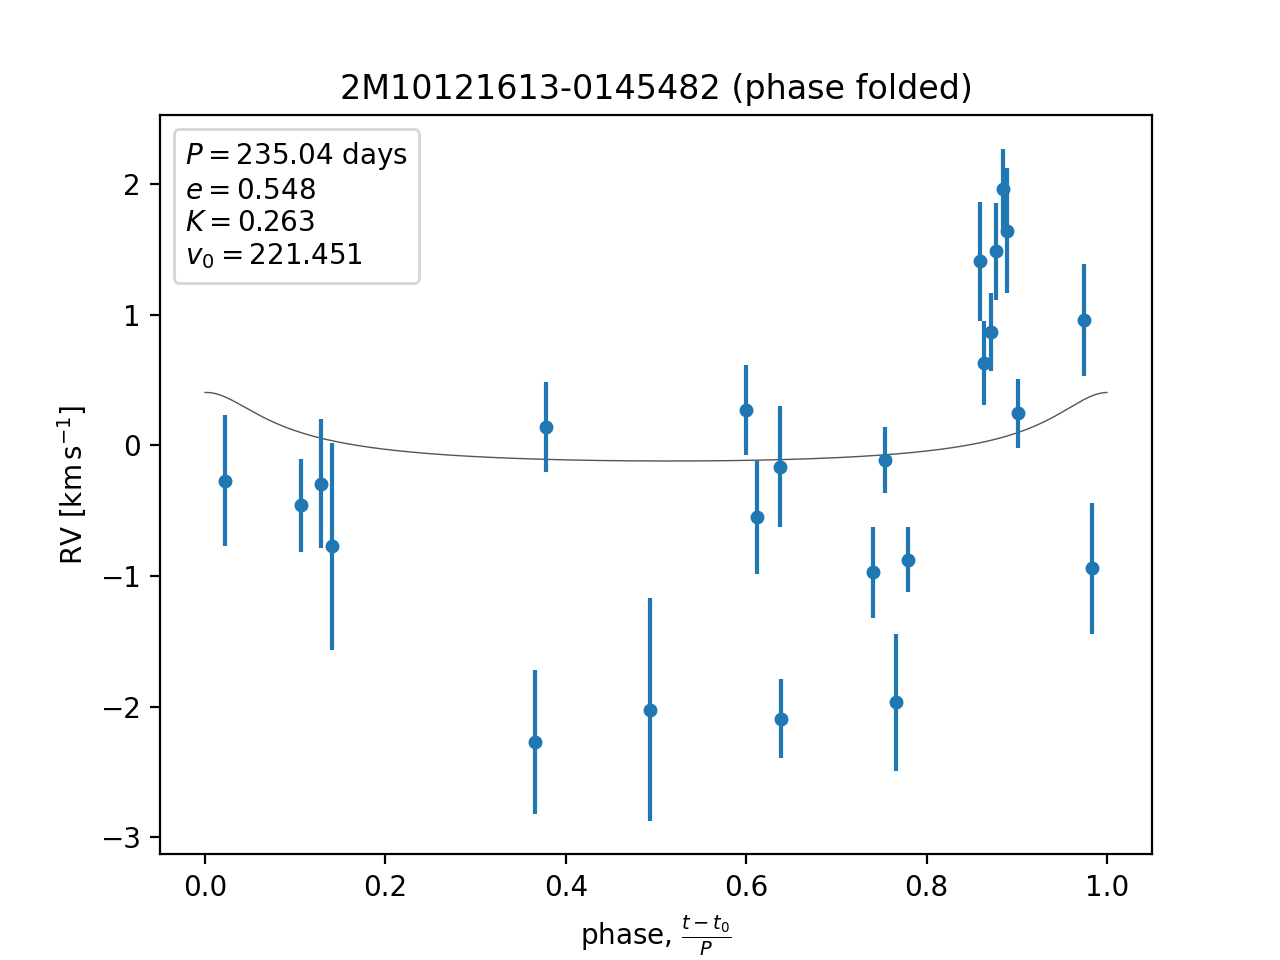 2M10121613-0145482 (phase folded)
P = 235.04 days
e = 0.548
K = 0.263
v₀ = 221.451
2
1
0
−1
−2
−3
RV [km s⁻¹]
0.0 0.2 0.4 0.6 0.8 1.0
phase, (t − t₀)/P